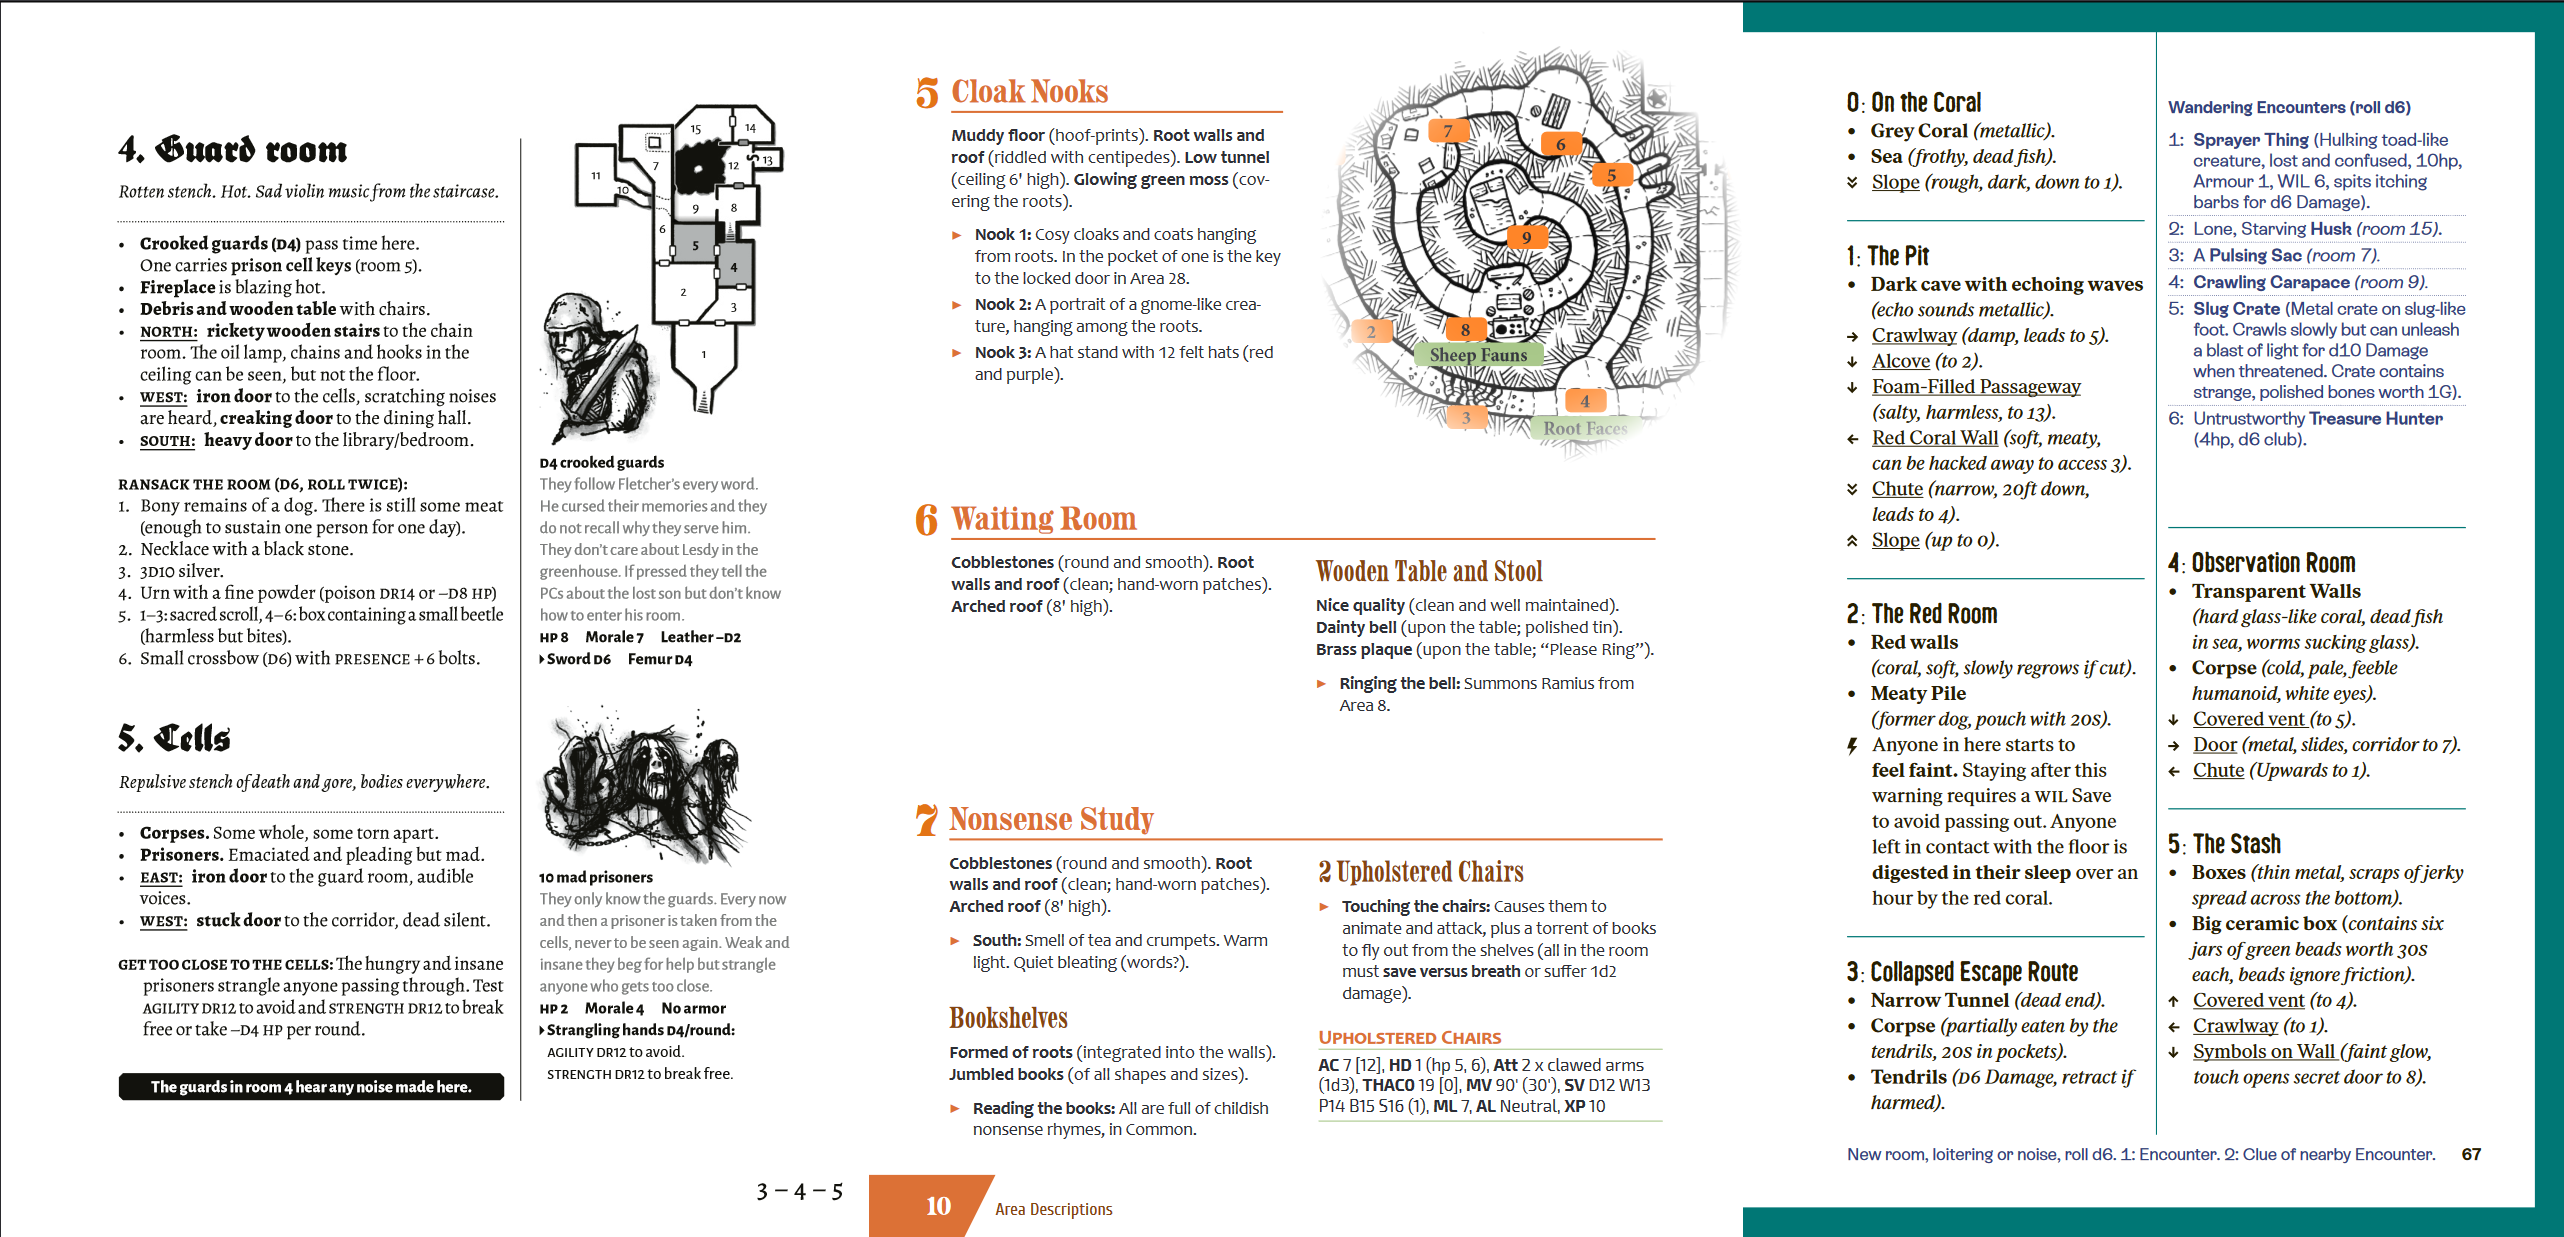 4. Guard room
Rotten stench. Hot. Sad violin music from the staircase.
• Crooked guards (D4) pass time here.
One carries prison cell keys (room 5).
• Fireplace is blazing hot.
• Debris and wooden table with chairs.
• NORTH: rickety wooden stairs to the chain
room. The oil lamp, chains and hooks in the
ceiling can be seen, but not the floor.
• WEST: iron door to the cells, scratching noises
are heard, creaking door to the dining hall.
• SOUTH: heavy door to the library/bedroom.
RANSACK THE ROOM (D6, ROLL TWICE):
1. Bony remains of a dog. There is still some meat
(enough to sustain one person for one day).
2. Necklace with a black stone.
3. 3D10 silver.
4. Urn with a fine powder (poison DR14 or –D8 HP)
5. 1–3: sacred scroll, 4–6: box containing a small beetle
(harmless but bites).
6. Small crossbow (D6) with PRESENCE + 6 bolts.
5. Cells
Repulsive stench of death and gore, bodies everywhere.
• Corpses. Some whole, some torn apart.
• Prisoners. Emaciated and pleading but mad.
• EAST: iron door to the guard room, audible
voices.
• WEST: stuck door to the corridor, dead silent.
GET TOO CLOSE TO THE CELLS: The hungry and insane
prisoners strangle anyone passing through. Test
AGILITY DR12 to avoid and STRENGTH DR12 to break
free or take –D4 HP per round.
The guards in room 4 hear any noise made here.
15
14
13
12
7
11
10
9
8
6
5
4
2
3
1
D4 crooked guards
They follow Fletcher's every word.
He cursed their memories and they
do not recall why they serve him.
They don't care about Lesdy in the
greenhouse. If pressed they tell the
PCs about the lost son but don't know
how to enter his room.
HP 8 Morale 7 Leather –D2
Sword D6 Femur D4
10 mad prisoners
They only know the guards. Every now
and then a prisoner is taken from the
cells, never to be seen again. Weak and
insane they beg for help but strangle
anyone who gets too close.
HP 2 Morale 4 No armor
Strangling hands D4/round:
AGILITY DR12 to avoid.
STRENGTH DR12 to break free.
3 – 4 – 5
5 Cloak Nooks
Muddy floor (hoof-prints). Root walls and
roof (riddled with centipedes). Low tunnel
(ceiling 6' high). Glowing green moss (cov-
ering the roots).
► Nook 1: Cosy cloaks and coats hanging
from roots. In the pocket of one is the key
to the locked door in Area 28.
► Nook 2: A portrait of a gnome-like crea-
ture, hanging among the roots.
► Nook 3: A hat stand with 12 felt hats (red
and purple).
7
6
5
9
2
8
Sheep Fauns
3
4
Root Faces
6 Waiting Room
Cobblestones (round and smooth). Root
walls and roof (clean; hand-worn patches).
Arched roof (8' high).
Wooden Table and Stool
Nice quality (clean and well maintained).
Dainty bell (upon the table; polished tin).
Brass plaque (upon the table; “Please Ring”).
► Ringing the bell: Summons Ramius from
Area 8.
7 Nonsense Study
Cobblestones (round and smooth). Root
walls and roof (clean; hand-worn patches).
Arched roof (8' high).
► South: Smell of tea and crumpets. Warm
light. Quiet bleating (words?).
Bookshelves
Formed of roots (integrated into the walls).
Jumbled books (of all shapes and sizes).
► Reading the books: All are full of childish
nonsense rhymes, in Common.
2 Upholstered Chairs
► Touching the chairs: Causes them to
animate and attack, plus a torrent of books
to fly out from the shelves (all in the room
must save versus breath or suffer 1d2
damage).
UPHOLSTERED CHAIRS
AC 7 [12], HD 1 (hp 5, 6), Att 2 x clawed arms
(1d3), THAC0 19 [0], MV 90' (30'), SV D12 W13
P14 B15 S16 (1), ML 7, AL Neutral, XP 10
10 Area Descriptions
0: On the Coral
• Grey Coral (metallic).
• Sea (frothy, dead fish).
Slope (rough, dark, down to 1).
1: The Pit
• Dark cave with echoing waves
(echo sounds metallic).
→ Crawlway (damp, leads to 5).
↓ Alcove (to 2).
↓ Foam-Filled Passageway
(salty, harmless, to 13).
← Red Coral Wall (soft, meaty,
can be hacked away to access 3).
Chute (narrow, 20ft down,
leads to 4).
Slope (up to 0).
2: The Red Room
• Red walls
(coral, soft, slowly regrows if cut).
• Meaty Pile
(former dog, pouch with 20s).
Anyone in here starts to
feel faint. Staying after this
warning requires a WIL Save
to avoid passing out. Anyone
left in contact with the floor is
digested in their sleep over an
hour by the red coral.
3: Collapsed Escape Route
• Narrow Tunnel (dead end).
• Corpse (partially eaten by the
tendrils, 20s in pockets).
• Tendrils (D6 Damage, retract if
harmed).
Wandering Encounters (roll d6)
1: Sprayer Thing (Hulking toad-like
creature, lost and confused, 10hp,
Armour 1, WIL 6, spits itching
barbs for d6 Damage).
2: Lone, Starving Husk (room 15).
3: A Pulsing Sac (room 7).
4: Crawling Carapace (room 9).
5: Slug Crate (Metal crate on slug-like
foot. Crawls slowly but can unleash
a blast of light for d10 Damage
when threatened. Crate contains
strange, polished bones worth 1G).
6: Untrustworthy Treasure Hunter
(4hp, d6 club).
4: Observation Room
• Transparent Walls
(hard glass-like coral, dead fish
in sea, worms sucking glass).
• Corpse (cold, pale, feeble
humanoid, white eyes).
↓ Covered vent (to 5).
→ Door (metal, slides, corridor to 7).
← Chute (Upwards to 1).
5: The Stash
• Boxes (thin metal, scraps of jerky
spread across the bottom).
• Big ceramic box (contains six
jars of green beads worth 30s
each, beads ignore friction).
↑ Covered vent (to 4).
← Crawlway (to 1).
↓ Symbols on Wall (faint glow,
touch opens secret door to 8).
New room, loitering or noise, roll d6. 1: Encounter. 2: Clue of nearby Encounter. 67